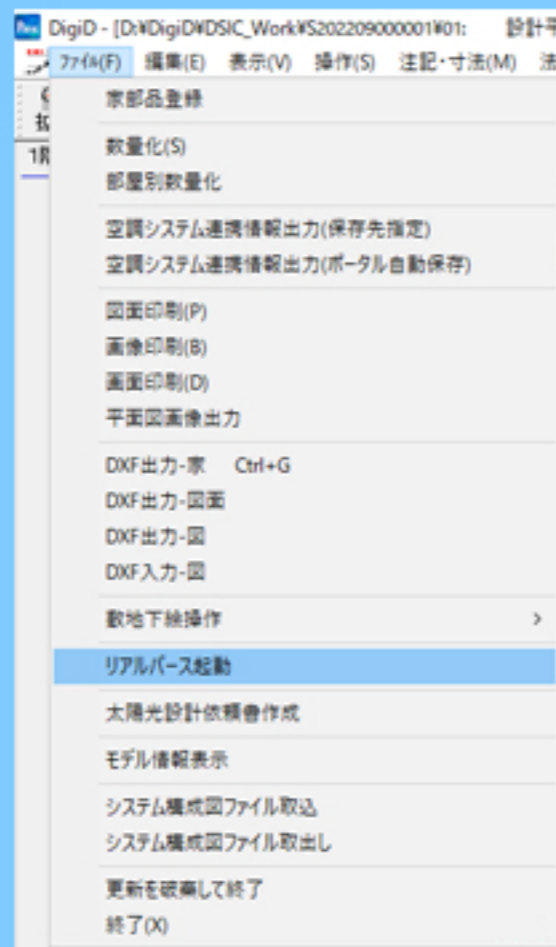 DigiD - [D:¥DigiD¥DSIC_Work¥S202209000001¥01: 設計平
ファイル(F) 編集(E) 表示(V) 操作(S) 注記・寸法(M) 法
拡
1階
家部品登録
数量化(S)
部屋別数量化
空調システム連携情報出力(保存先指定)
空調システム連携情報出力(ポータル自動保存)
図面印刷(P)
画像印刷(B)
画面印刷(D)
平面図画像出力
DXF出力-家 Ctrl+G
DXF出力-図面
DXF出力-図
DXF入力-図
敷地下絵操作
リアルパース起動
太陽光設計依頼書作成
モデル情報表示
システム構成図ファイル取込
システム構成図ファイル取出し
更新を破棄して終了
終了(X)